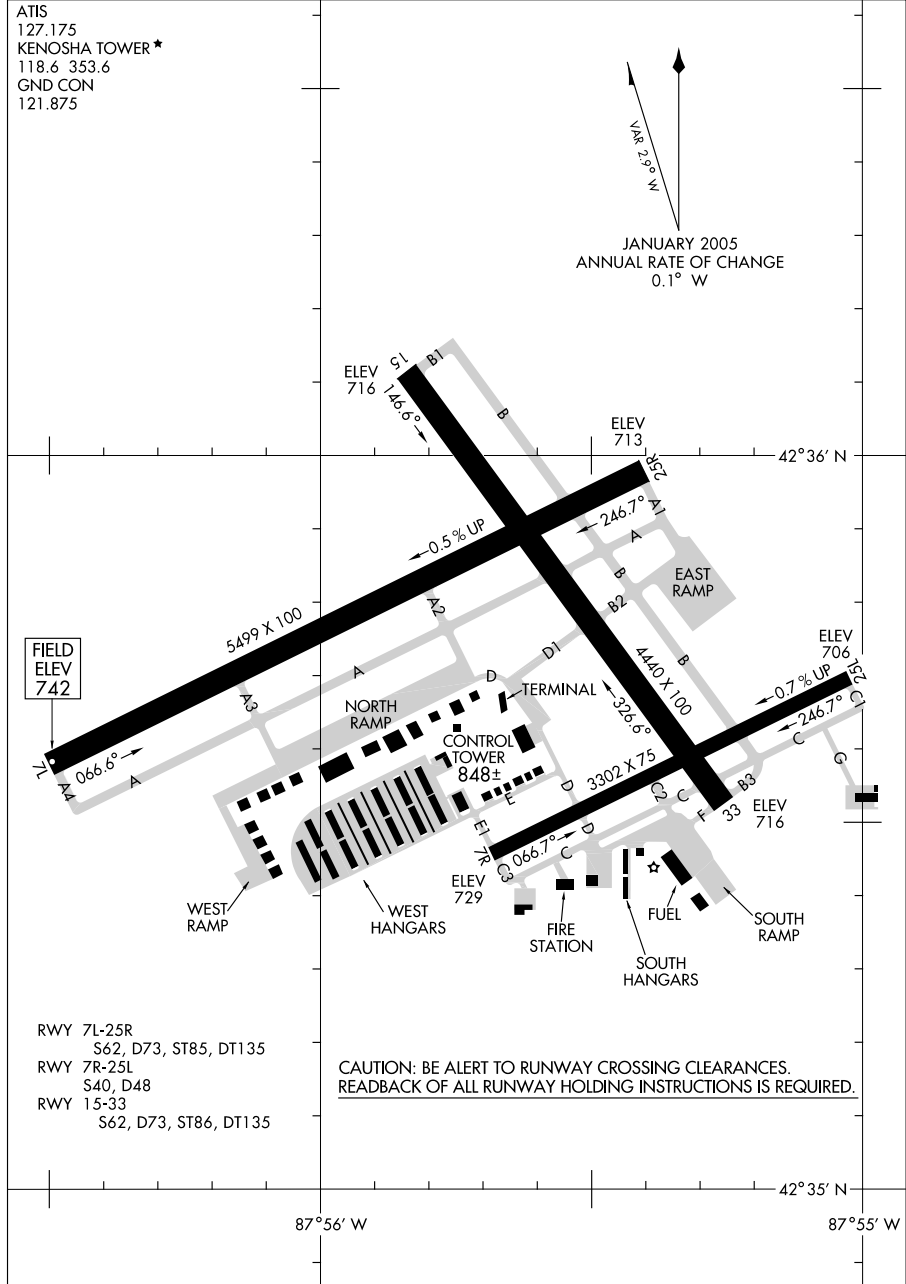 ATIS
127.175
KENOSHA TOWER★
118.6 353.6
GND CON
121.875
VAR 2.9° W
JANUARY 2005
ANNUAL RATE OF CHANGE
0.1° W
15
B1
ELEV
716
146.6°
B
ELEV
713
25R
42°36' N
A1
246.7°
0.5% UP
A
B
EAST
RAMP
A2
B2
5499 X 100
FIELD
ELEV
742
D1
A
D
4440 X 100
B
ELEV
706
25L
TERMINAL
0.7% UP
A3
NORTH
RAMP
326.6°
246.7°
C1
C
7L
066.6°
A
A4
CONTROL
TOWER
848±
3302 X 75
G
D
E
C2
C
B3
F
33
ELEV
716
E1
7R
066.7°
D
C
C3
ELEV
729
WEST
RAMP
WEST
HANGARS
FIRE
STATION
FUEL
SOUTH
RAMP
SOUTH
HANGARS
RWY 7L-25R
S62, D73, ST85, DT135
RWY 7R-25L
S40, D48
RWY 15-33
S62, D73, ST86, DT135
CAUTION: BE ALERT TO RUNWAY CROSSING CLEARANCES.
READBACK OF ALL RUNWAY HOLDING INSTRUCTIONS IS REQUIRED.
42°35' N
87°56' W
87°55' W